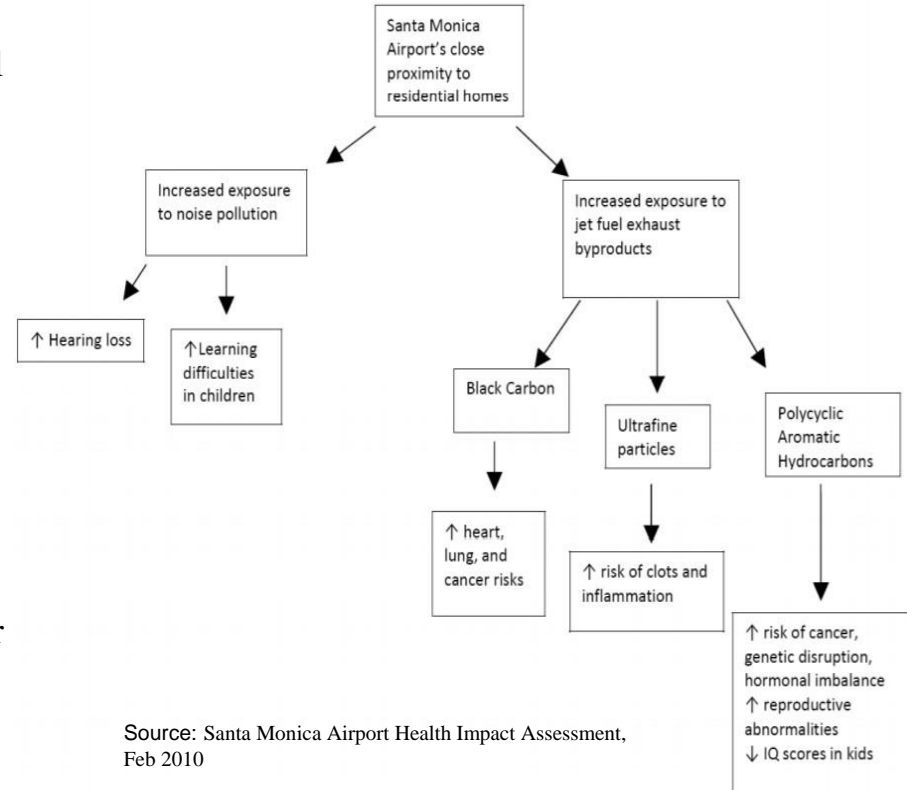 Santa Monica
Airport's close
proximity to
residential homes
Increased exposure
to noise pollution
Increased exposure to
jet fuel exhaust
byproducts
↑ Hearing loss
↑Learning
difficulties
in children
Black Carbon
Ultrafine
particles
Polycyclic
Aromatic
Hydrocarbons
↑ heart,
lung, and
cancer risks
↑ risk of clots and
inflammation
↑ risk of cancer,
genetic disruption,
hormonal imbalance
↑ reproductive
abnormalities
↓ IQ scores in kids
Source: Santa Monica Airport Health Impact Assessment,
Feb 2010